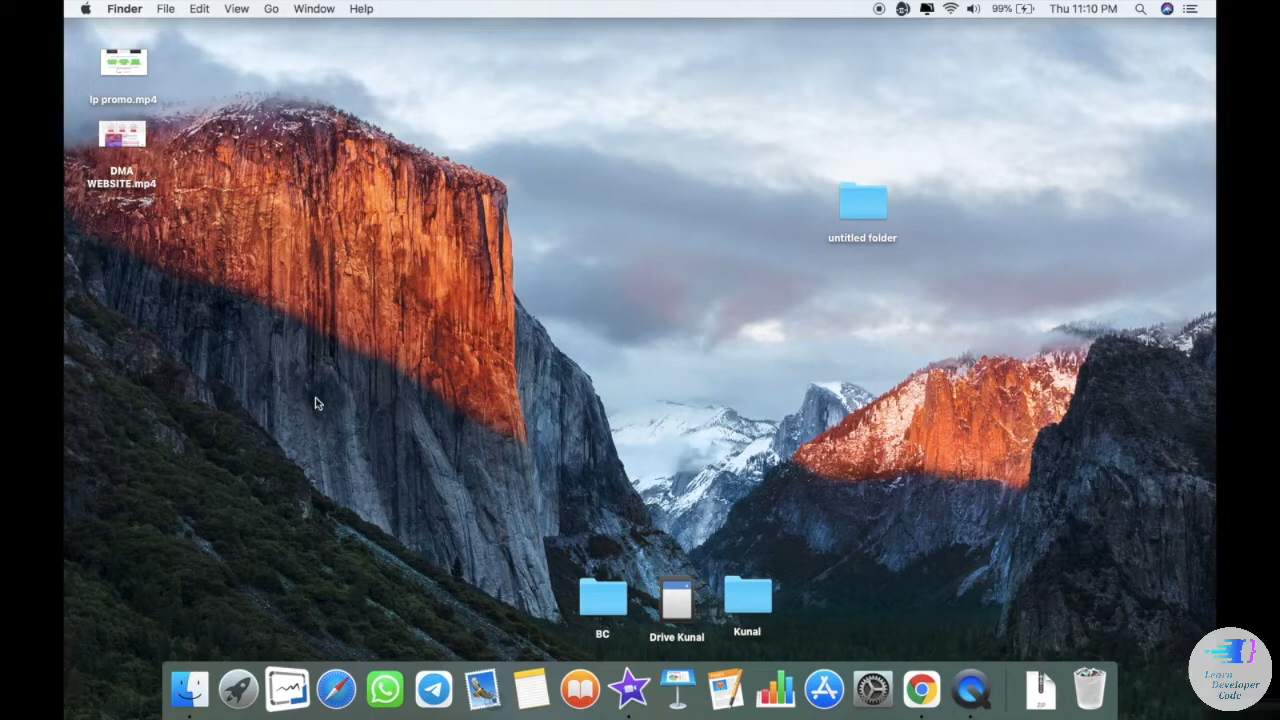 Finder File Edit View Go Window Help 99% Thu 11:10 PM
lp promo.mp4
DMA
WEBSITE.mp4
untitled folder
BC
Drive Kunal
Kunal
ZIP
Learn
Developer
Code